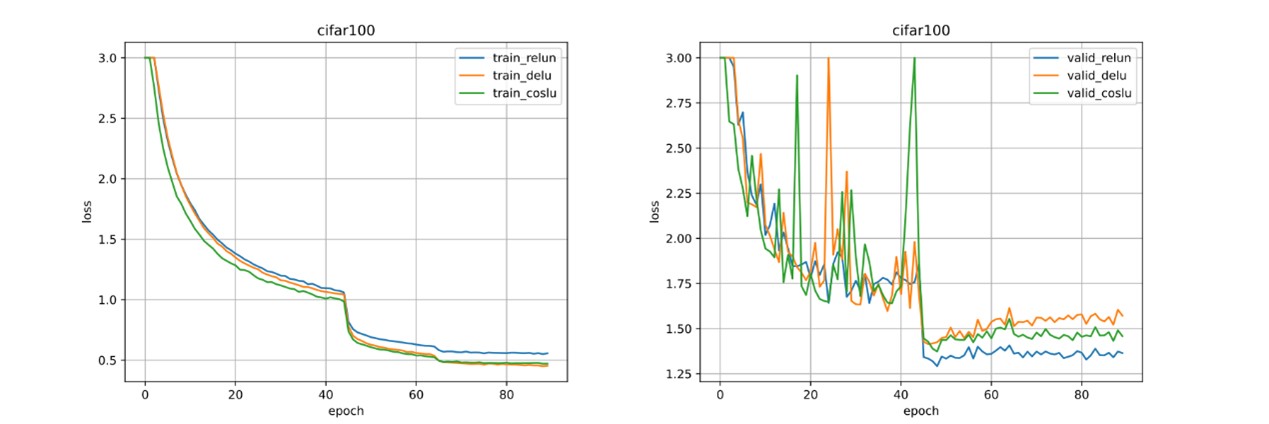 cifar100
3.0
2.5
2.0
1.5
1.0
0.5
loss
0
20
40
60
80
epoch
train_relun
train_delu
train_coslu
cifar100
3.00
2.75
2.50
2.25
2.00
1.75
1.50
1.25
loss
0
20
40
60
80
epoch
valid_relun
valid_delu
valid_coslu